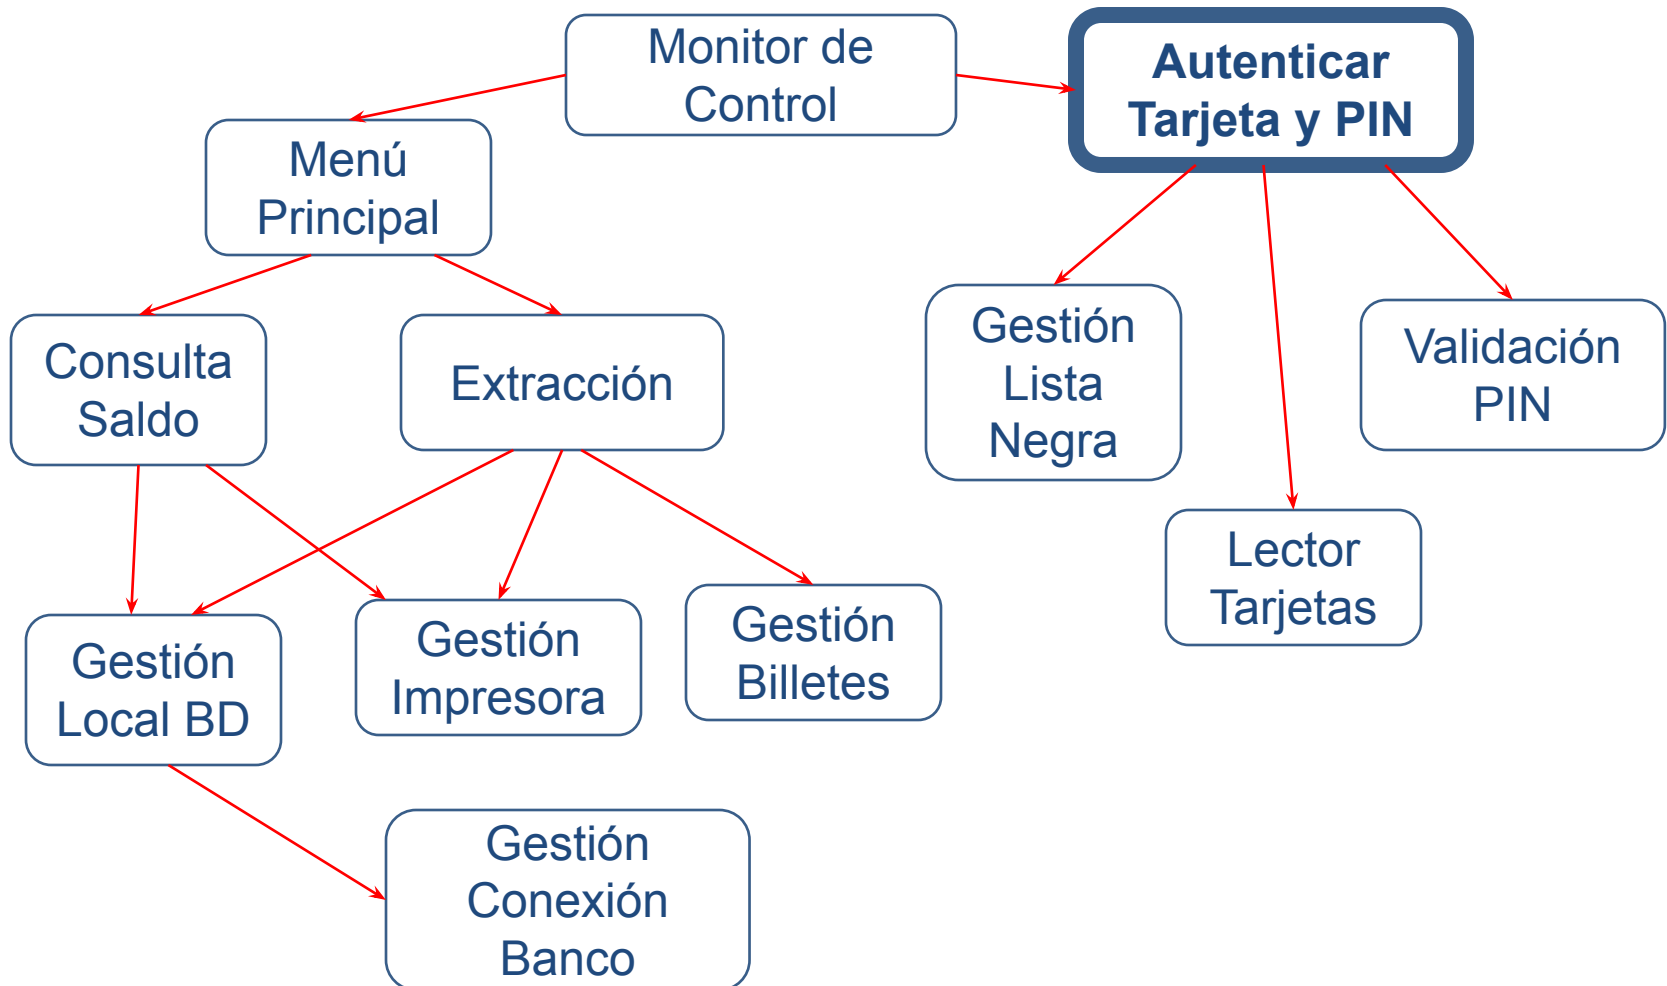 Monitor de
Control
Autenticar
Tarjeta y PIN
Menú
Principal
Consulta
Saldo
Extracción
Gestión
Lista
Negra
Validación
PIN
Lector
Tarjetas
Gestión
Local BD
Gestión
Impresora
Gestión
Billetes
Gestión
Conexión
Banco